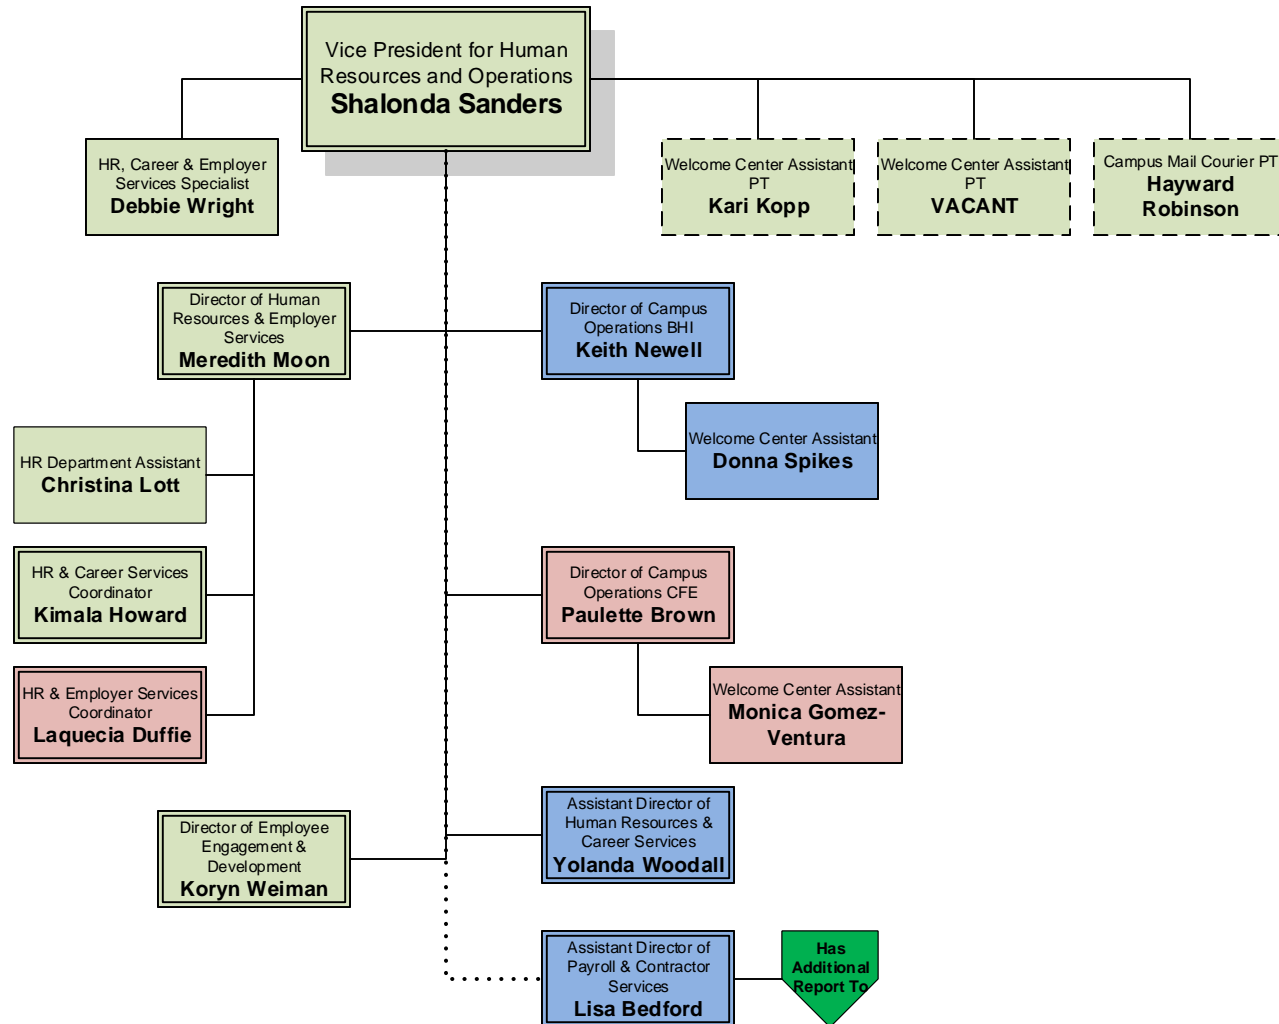 Vice President for Human
Resources and Operations
Shalonda Sanders
HR, Career & Employer
Services Specialist
Debbie Wright
Welcome Center Assistant
PT
Kari Kopp
Welcome Center Assistant
PT
VACANT
Campus Mail Courier PT
Hayward
Robinson
Director of Human
Resources & Employer
Services
Meredith Moon
Director of Campus
Operations BHI
Keith Newell
Welcome Center Assistant
Donna Spikes
HR Department Assistant
Christina Lott
HR & Career Services
Coordinator
Kimala Howard
Director of Campus
Operations CFE
Paulette Brown
HR & Employer Services
Coordinator
Laquecia Duffie
Welcome Center Assistant
Monica Gomez-
Ventura
Director of Employee
Engagement &
Development
Koryn Weiman
Assistant Director of
Human Resources &
Career Services
Yolanda Woodall
Assistant Director of
Payroll & Contractor
Services
Lisa Bedford
Has
Additional
Report To